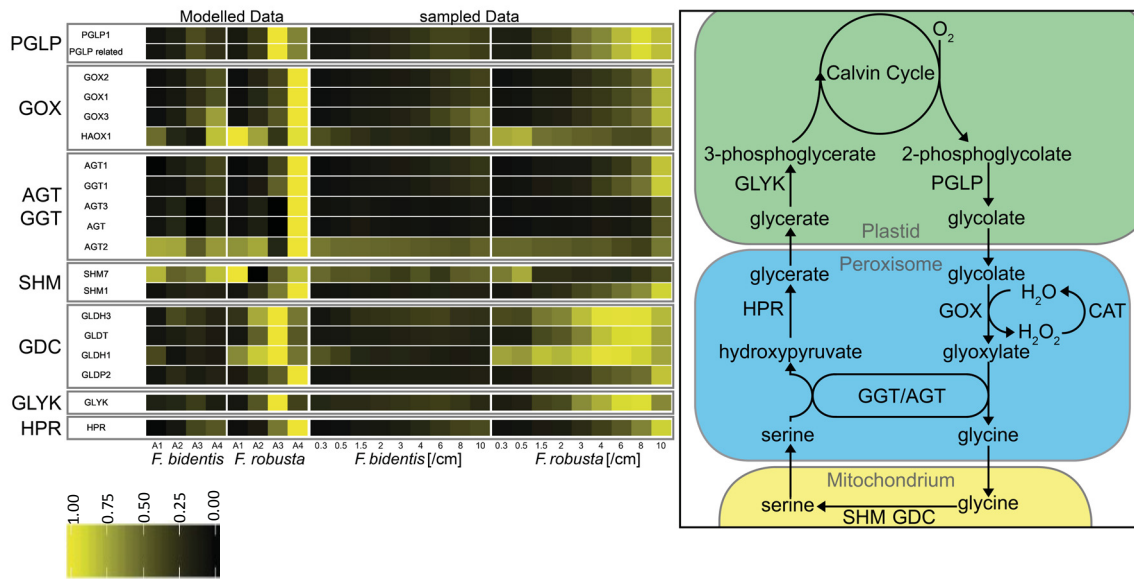 Modelled Data
sampled Data
PGLP
PGLP1
PGLP related
GOX
GOX2
GOX1
GOX3
HAOX1
AGT
GGT
AGT1
GGT1
AGT3
AGT
AGT2
SHM
SHM7
SHM1
GDC
GLDH3
GLDT
GLDH1
GLDP2
GLYK
GLYK
HPR
HPR
A1 A2 A3 A4 A1 A2 A3 A4 0.3 0.5 1.5 2 3 4 6 8 10 0.3 0.5 1.5 2 3 4 6 8 10
F. bidentis F. robusta F. bidentis [/cm] F.robusta [/cm]
1.00 0.75 0.50 0.25 0.00
O2
Calvin Cycle
3-phosphoglycerate 2-phosphoglycolate
GLYK PGLP
glycerate glycolate
Plastid
Peroxisome
glycerate glycolate
H2O
HPR GOX CAT
H2O2
hydroxypyruvate glyoxylate
GGT/AGT
serine glycine
Mitochondrium
serine glycine
SHM GDC